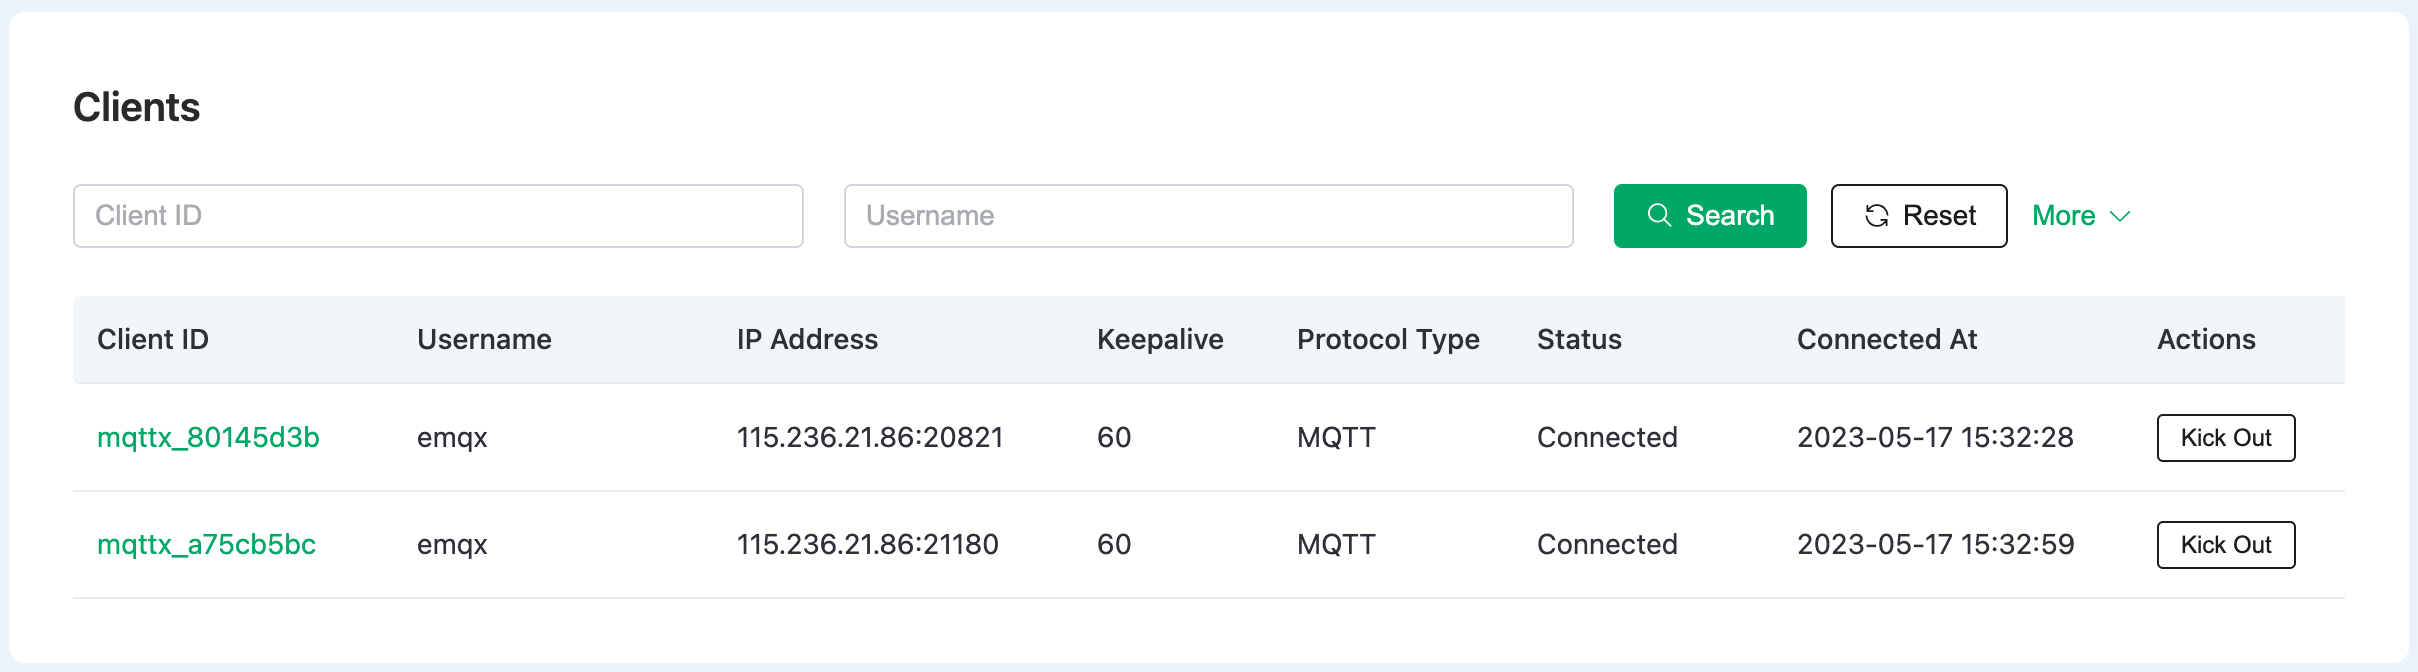 Clients
Client ID Username Search Reset More
Client ID Username IP Address Keepalive Protocol Type Status Connected At Actions
mqttx_80145d3b emqx 115.236.21.86:20821 60 MQTT Connected 2023-05-17 15:32:28 Kick Out
mqttx_a75cb5bc emqx 115.236.21.86:21180 60 MQTT Connected 2023-05-17 15:32:59 Kick Out